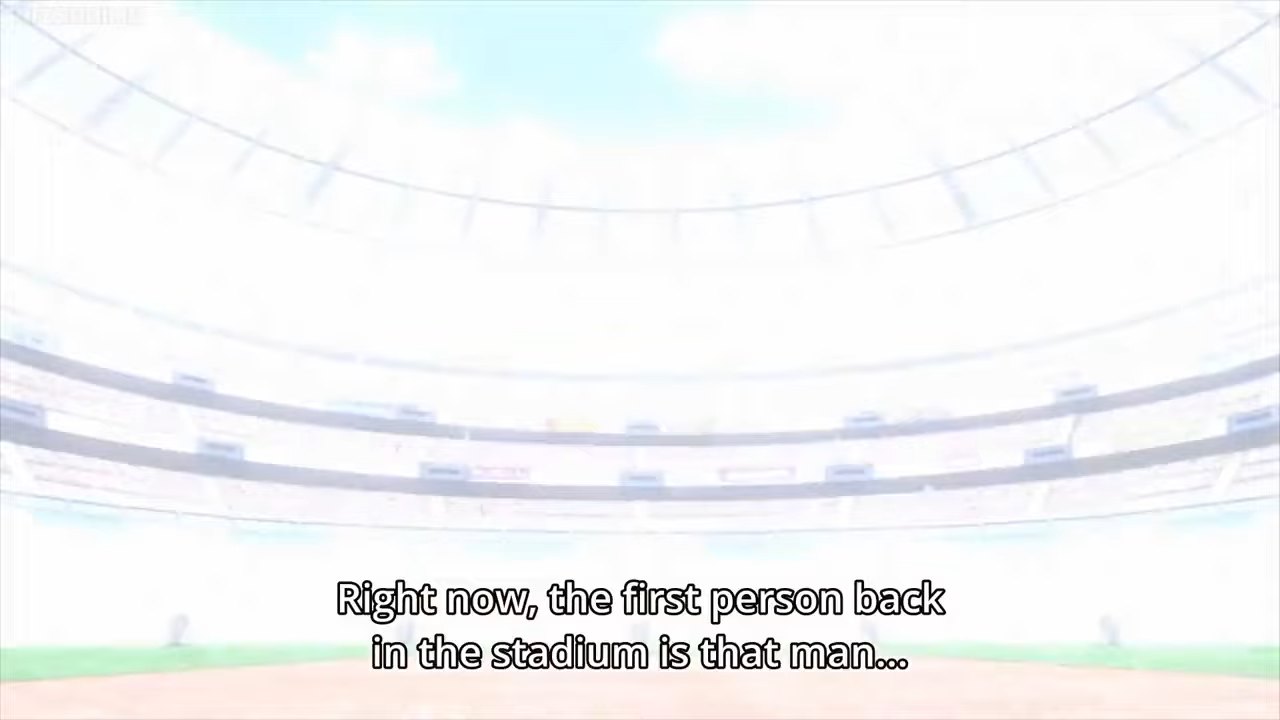 Right now, the first person back
in the stadium is that man...